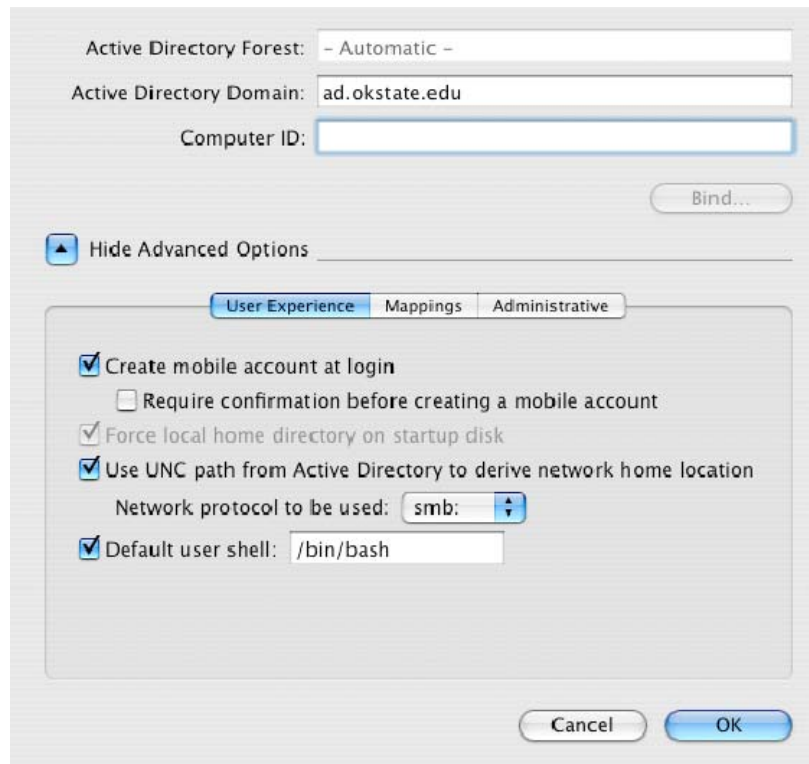 Active Directory Forest: – Automatic –
Active Directory Domain: ad.okstate.edu
Computer ID:
Bind...
Hide Advanced Options
User Experience Mappings Administrative
Create mobile account at login
Require confirmation before creating a mobile account
Force local home directory on startup disk
Use UNC path from Active Directory to derive network home location
Network protocol to be used: smb:
Default user shell: /bin/bash
Cancel OK